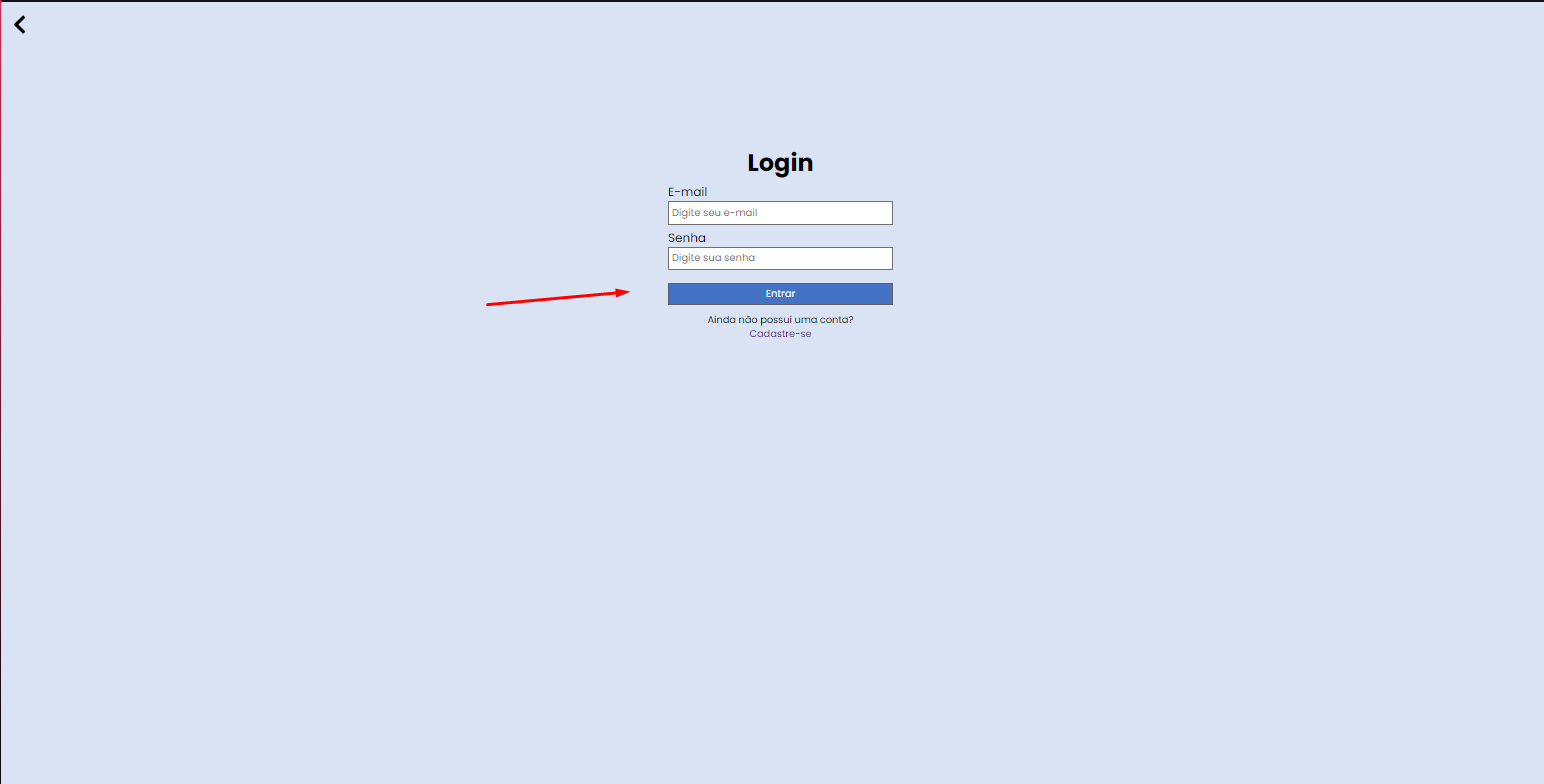 Login
E-mail
Digite seu e-mail
Senha
Digite sua senha
Entrar
Ainda não possui uma conta?
Cadastre-se